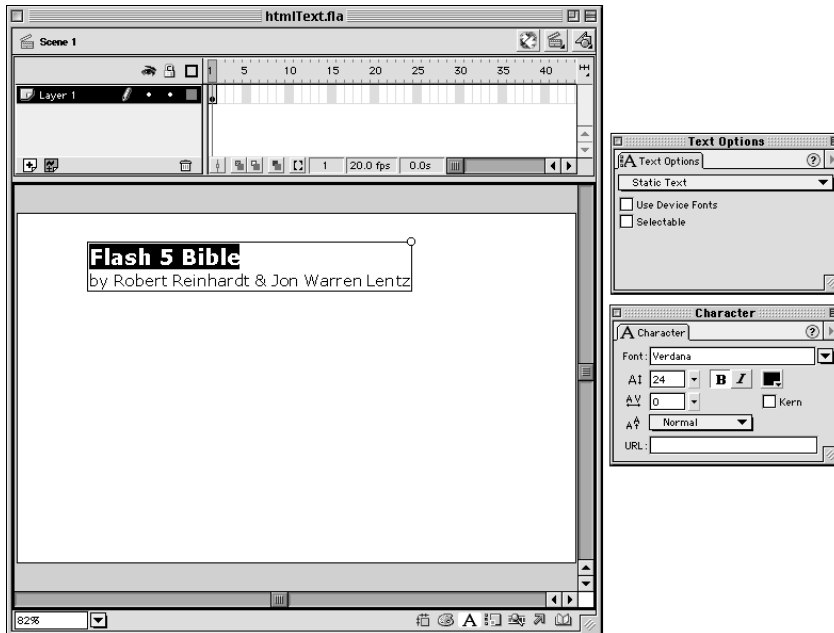 htmlText.fla
Scene 1
1 5 10 15 20 25 30 35 40
Layer 1
1 20.0 fps 0.0s
Flash 5 Bible
by Robert Reinhardt & Jon Warren Lentz
82%
Text Options
A Text Options ?
Static Text
Use Device Fonts
Selectable
Character
A Character ?
Font: Verdana
A 24 B I
AV 0 Kern
AA Normal
URL:
A